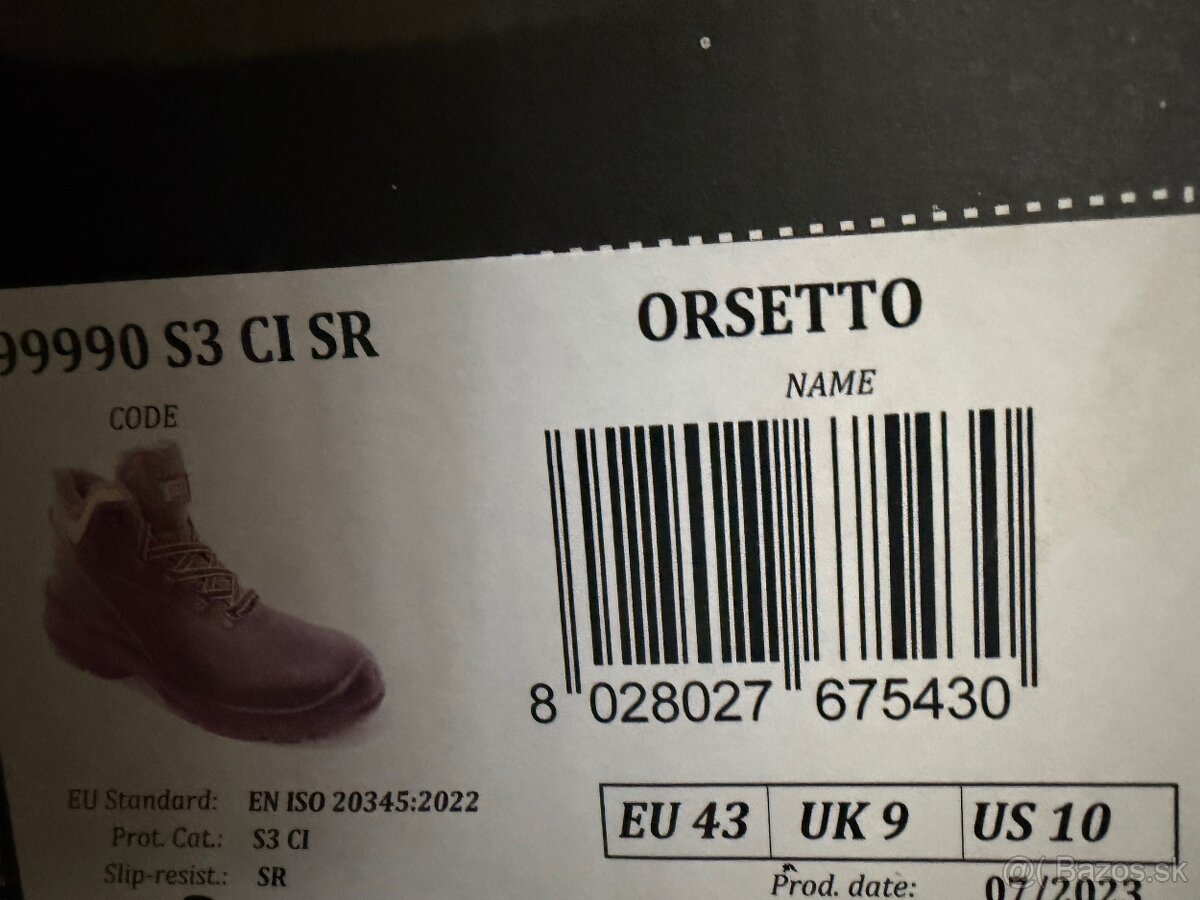 99990 S3 CI SR
CODE
ORSETTO
NAME
8 028027 675430
EU Standard: EN ISO 20345:2022
Prot. Cat.: S3 CI
Slip-resist.: SR
EU 43 UK 9 US 10
Prod. date: 07/2023
@( Bazos.sk